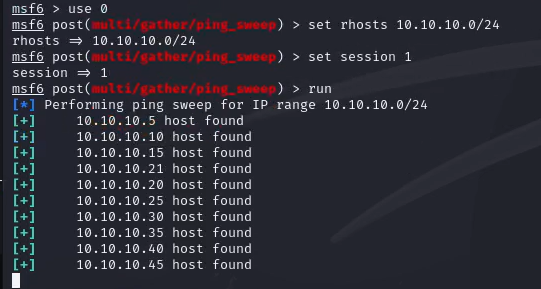 msf6 > use 0
msf6 post(multi/gather/ping_sweep) > set rhosts 10.10.10.0/24
rhosts => 10.10.10.0/24
msf6 post(multi/gather/ping_sweep) > set session 1
session => 1
msf6 post(multi/gather/ping_sweep) > run
[*] Performing ping sweep for IP range 10.10.10.0/24
[+]     10.10.10.5 host found
[+]     10.10.10.10 host found
[+]     10.10.10.15 host found
[+]     10.10.10.21 host found
[+]     10.10.10.20 host found
[+]     10.10.10.25 host found
[+]     10.10.10.30 host found
[+]     10.10.10.35 host found
[+]     10.10.10.40 host found
[+]     10.10.10.45 host found